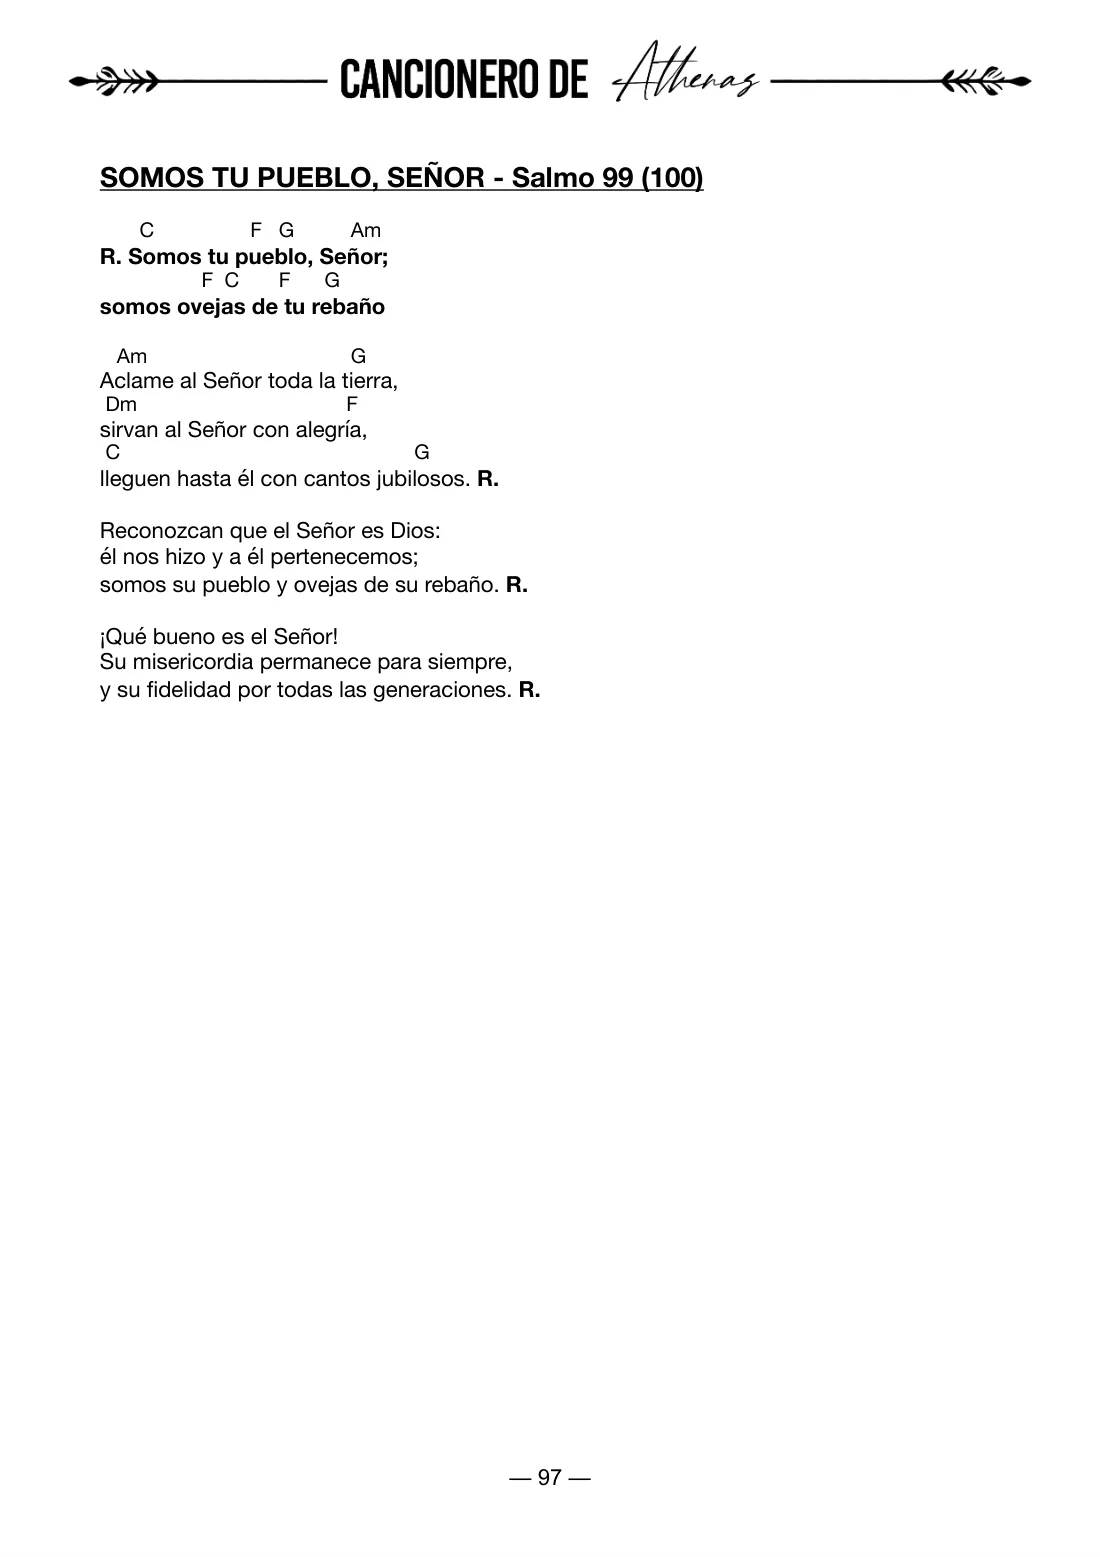 CANCIONERO DE Athenas
SOMOS TU PUEBLO, SEÑOR - Salmo 99 (100)
C F G Am
R. Somos tu pueblo, Señor;
F C F G
somos ovejas de tu rebaño
Am G
Aclame al Señor toda la tierra,
Dm F
sirvan al Señor con alegría,
C G
lleguen hasta él con cantos jubilosos. R.
Reconozcan que el Señor es Dios:
él nos hizo y a él pertenecemos;
somos su pueblo y ovejas de su rebaño. R.
¡Qué bueno es el Señor!
Su misericordia permanece para siempre,
y su fidelidad por todas las generaciones. R.
— 97 —